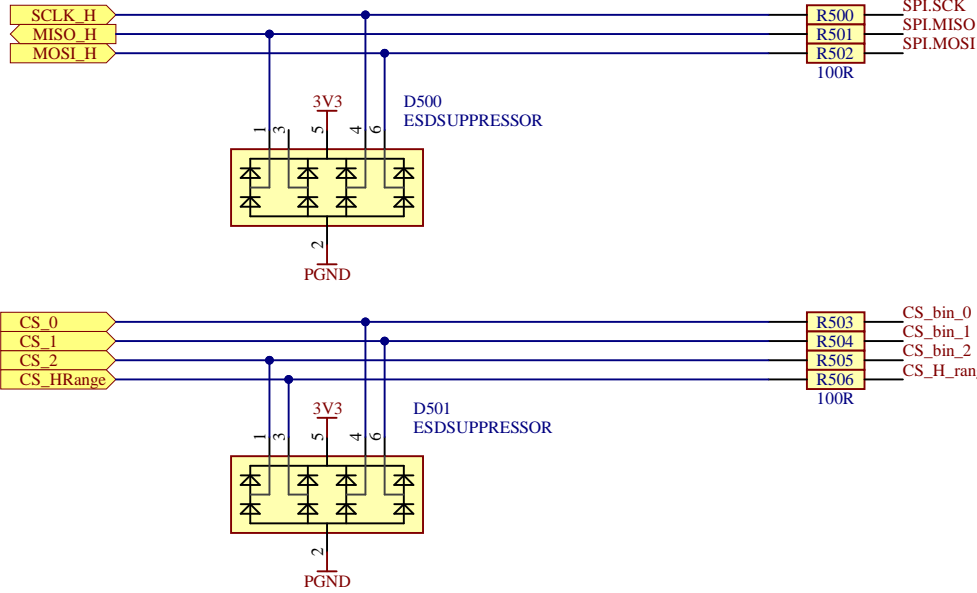 SCLK_H R500 SPI.SCK
MISO_H R501 SPI.MISO
MOSI_H R502 SPI.MOSI
100R
3V3 D500
ESDSUPPRESSOR
1 3 5 4 6
2
PGND
CS_0 R503 CS_bin_0
CS_1 R504 CS_bin_1
CS_2 R505 CS_bin_2
CS_HRange R506 CS_H_ran
100R
3V3 D501
ESDSUPPRESSOR
1 3 5 4 6
2
PGND